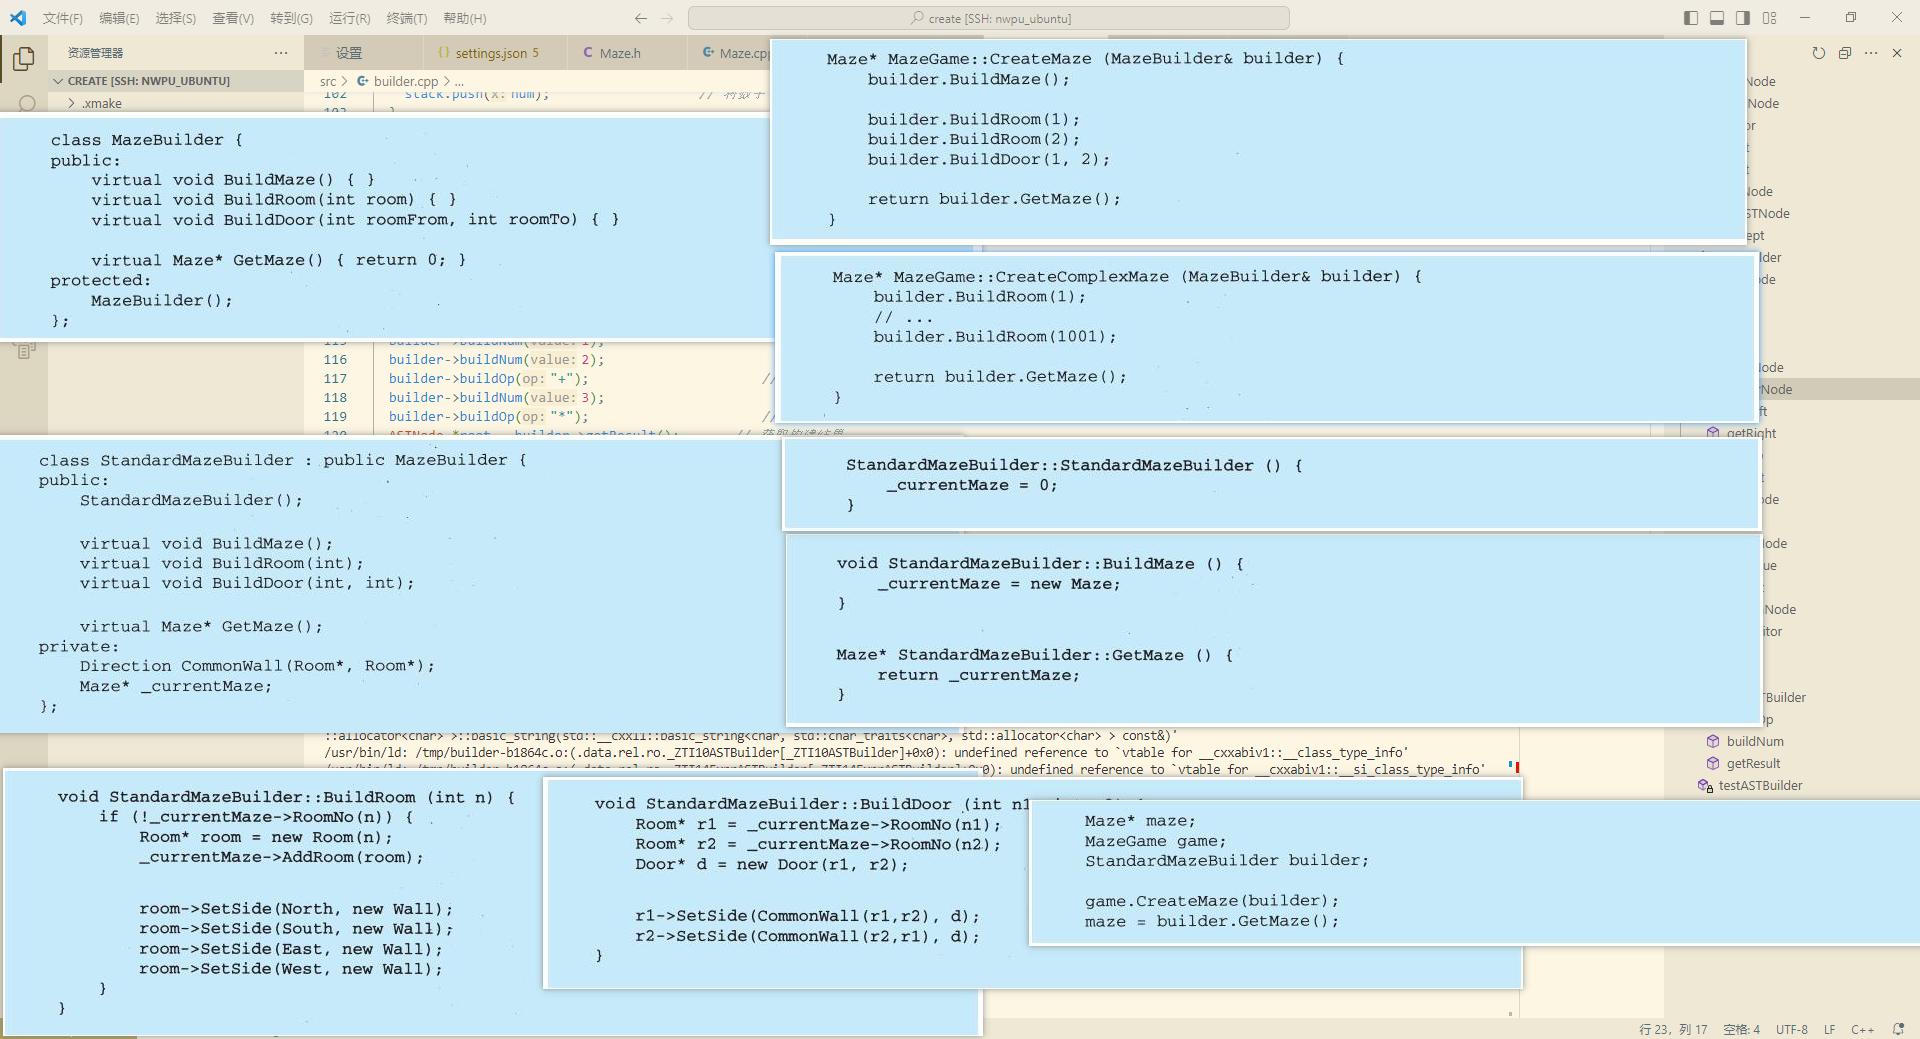 文件(F) 编辑(E) 选择(S) 查看(V) 转到(G) 运行(R) 终端(T) 帮助(H)
create [SSH: nwpu_ubuntu]
资源管理器
设置
settings.json 5
Maze.h
Maze.cpp
CREATE [SSH: NWPU_UBUNTU]
src > builder.cpp > ...
.xmake
102 stack.push(x: num);
class MazeBuilder {
public:
virtual void BuildMaze() { }
virtual void BuildRoom(int room) { }
virtual void BuildDoor(int roomFrom, int roomTo) { }
virtual Maze* GetMaze() { return 0; }
protected:
MazeBuilder();
};
Maze* MazeGame::CreateMaze (MazeBuilder& builder) {
builder.BuildMaze();
builder.BuildRoom(1);
builder.BuildRoom(2);
builder.BuildDoor(1, 2);
return builder.GetMaze();
}
Maze* MazeGame::CreateComplexMaze (MazeBuilder& builder) {
builder.BuildRoom(1);
// ...
builder.BuildRoom(1001);
return builder.GetMaze();
}
116 builder->buildNum(value: 2);
117 builder->buildOp(op: "+"); //
118 builder->buildNum(value: 3);
119 builder->buildOp(op: "*"); //
class StandardMazeBuilder : public MazeBuilder {
public:
StandardMazeBuilder();
virtual void BuildMaze();
virtual void BuildRoom(int);
virtual void BuildDoor(int, int);
virtual Maze* GetMaze();
private:
Direction CommonWall(Room*, Room*);
Maze* _currentMaze;
};
StandardMazeBuilder::StandardMazeBuilder () {
_currentMaze = 0;
}
void StandardMazeBuilder::BuildMaze () {
_currentMaze = new Maze;
}
Maze* StandardMazeBuilder::GetMaze () {
return _currentMaze;
}
::allocator<char> >::basic_string(std::__cxx11::basic_string<char, std::char_traits<char>, std::allocator<char> > const&)'
/usr/bin/ld: /tmp/builder-b1864c.o:(.data.rel.ro._ZTI10ASTBuilder[_ZTI10ASTBuilder]+0x0): undefined reference to `vtable for __cxxabiv1::__class_type_info'
0): undefined reference to `vtable for __cxxabiv1::__si_class_type_info'
void StandardMazeBuilder::BuildRoom (int n) {
if (!_currentMaze->RoomNo(n)) {
Room* room = new Room(n);
_currentMaze->AddRoom(room);
room->SetSide(North, new Wall);
room->SetSide(South, new Wall);
room->SetSide(East, new Wall);
room->SetSide(West, new Wall);
}
}
void StandardMazeBuilder::BuildDoor (int n1
Room* r1 = _currentMaze->RoomNo(n1);
Room* r2 = _currentMaze->RoomNo(n2);
Door* d = new Door(r1, r2);
r1->SetSide(CommonWall(r1,r2), d);
r2->SetSide(CommonWall(r2,r1), d);
}
Maze* maze;
MazeGame game;
StandardMazeBuilder builder;
game.CreateMaze(builder);
maze = builder.GetMaze();
Node
Node
or
STNode
ept
lder
Node
ft
getRight
Node
ue
Node
itor
TBuilder
Op
buildNum
getResult
testASTBuilder
行 23, 列 17 空格: 4 UTF-8 LF C++